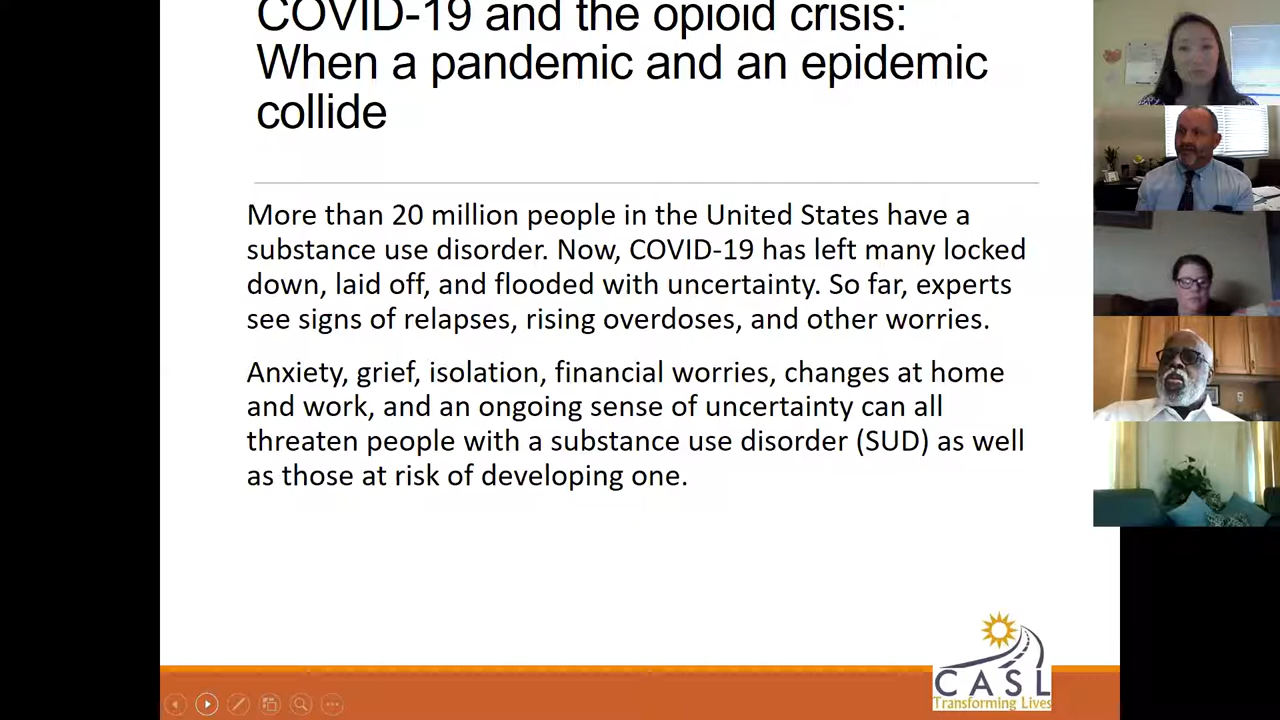 COVID-19 and the opioid crisis:
When a pandemic and an epidemic
collide
More than 20 million people in the United States have a
substance use disorder. Now, COVID-19 has left many locked
down, laid off, and flooded with uncertainty. So far, experts
see signs of relapses, rising overdoses, and other worries.
Anxiety, grief, isolation, financial worries, changes at home
and work, and an ongoing sense of uncertainty can all
threaten people with a substance use disorder (SUD) as well
as those at risk of developing one.
CASL
Transforming Lives